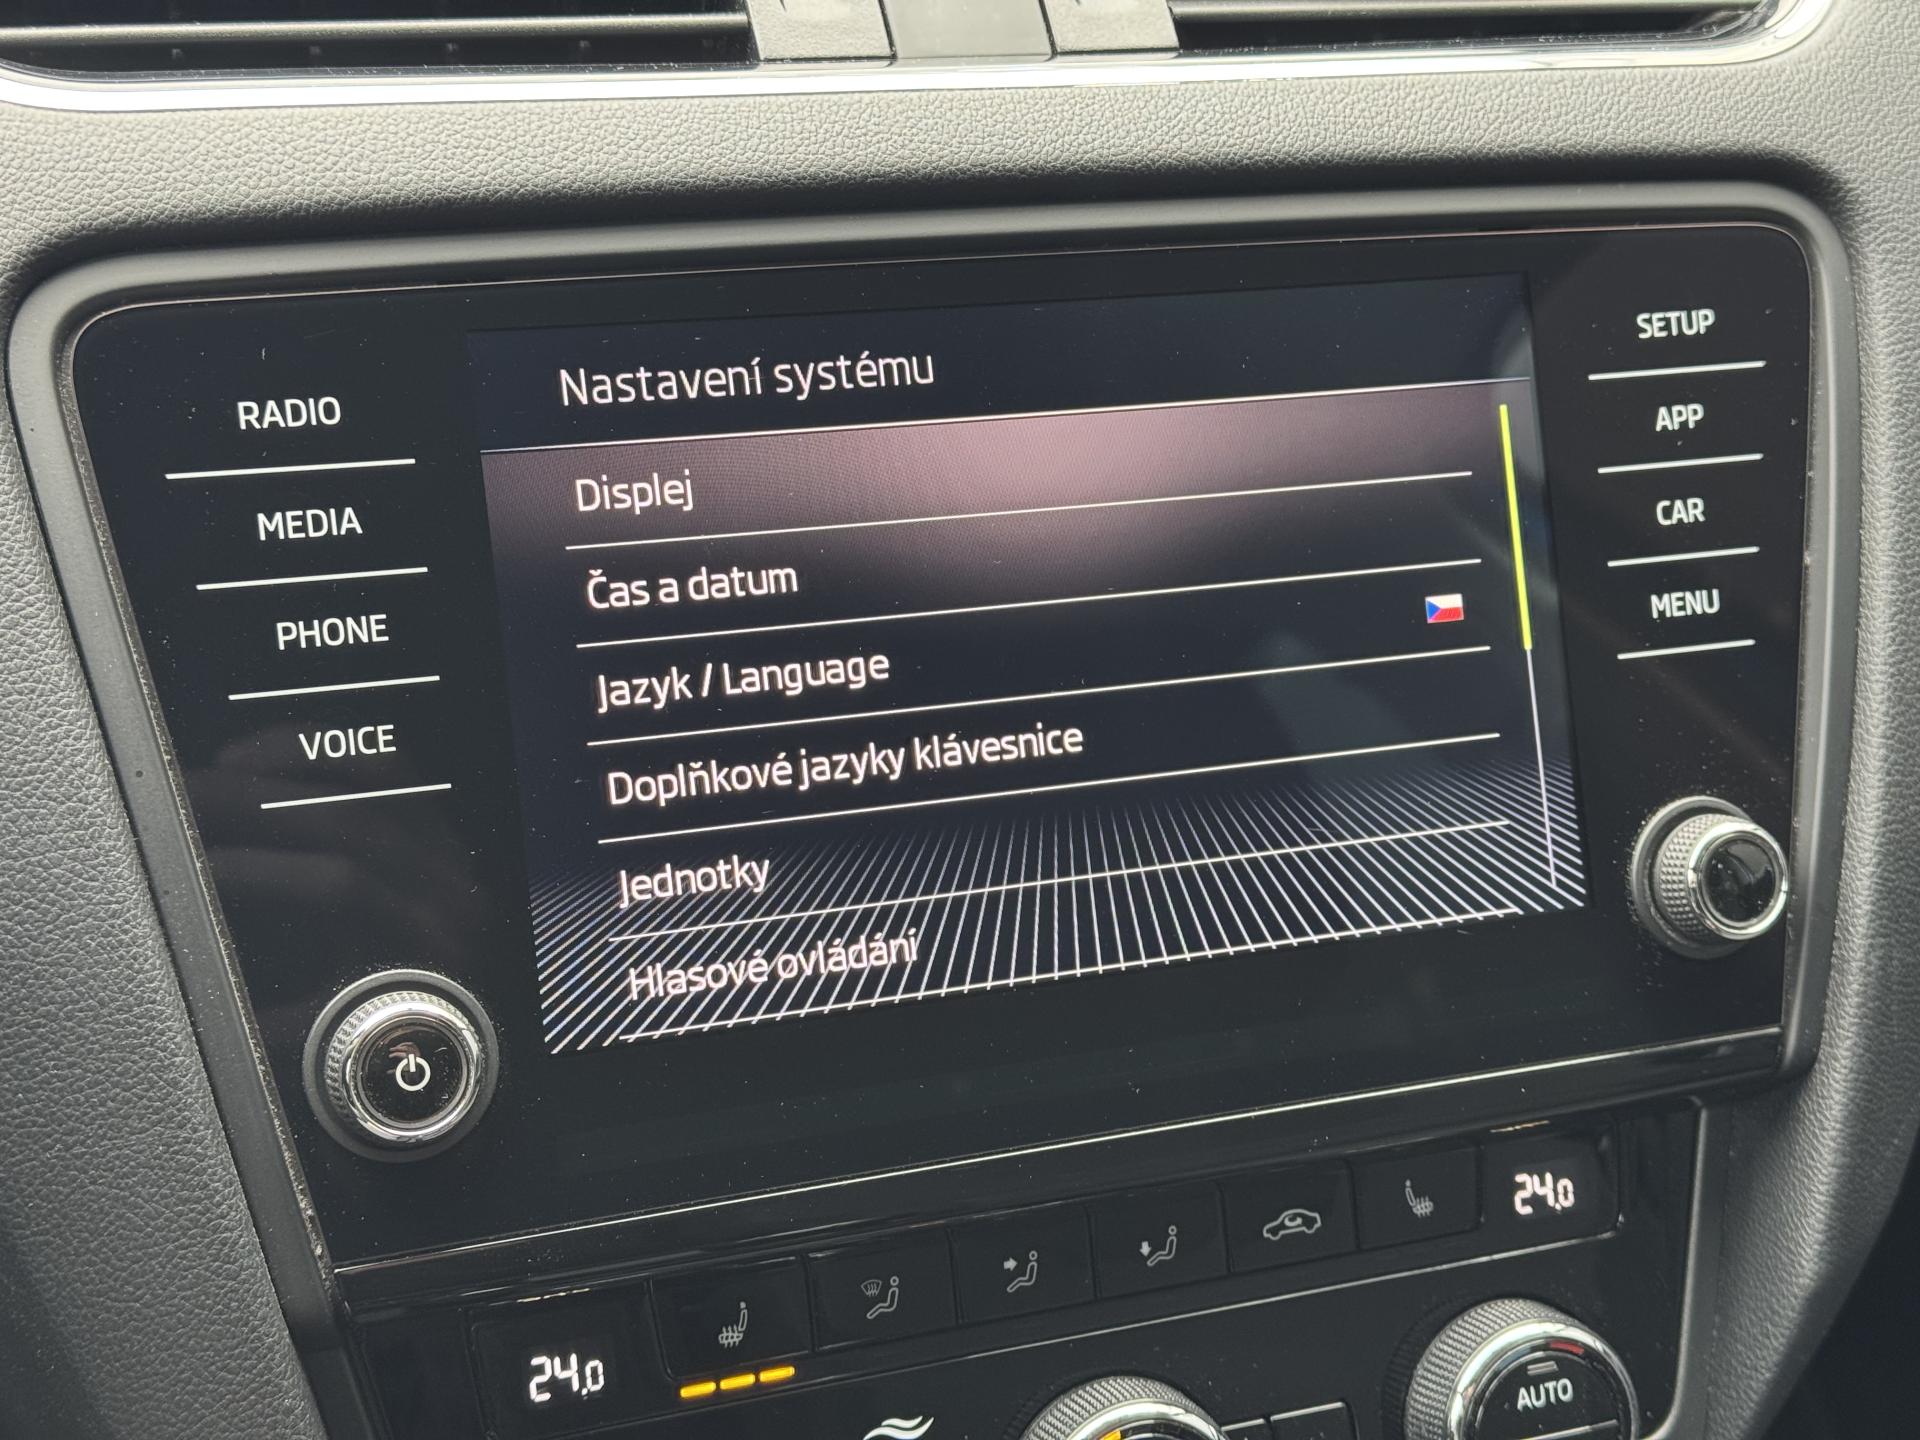 RADIO
MEDIA
PHONE
VOICE
Nastavení systému
Displej
Čas a datum
Jazyk / Language
Doplňkové jazyky klávesnice
Jednotky
Hlasové ovládání
SETUP
APP
CAR
MENU
24.0
24.0
AUTO